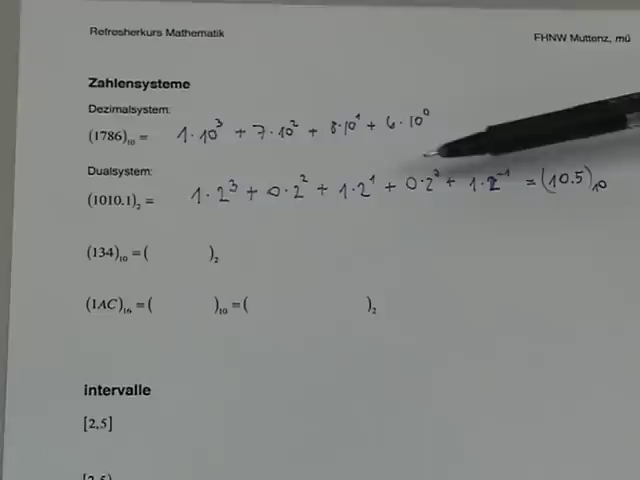 Refresherkurs Mathematik
FHNW Muttenz, mü
Zahlensysteme
Dezimalsystem:
(1786)₁₀ = 1·10³ + 7·10² + 8·10¹ + 6·10⁰
Dualsystem:
(1010.1)₂ = 1·2³ + 0·2² + 1·2¹ + 0·2⁰ + 1·2⁻¹ = (10.5)₁₀
(134)₁₀ = ( )₂
(1AC)₁₆ = ( )₁₀ = ( )₂
intervalle
[2,5]
[2,5)